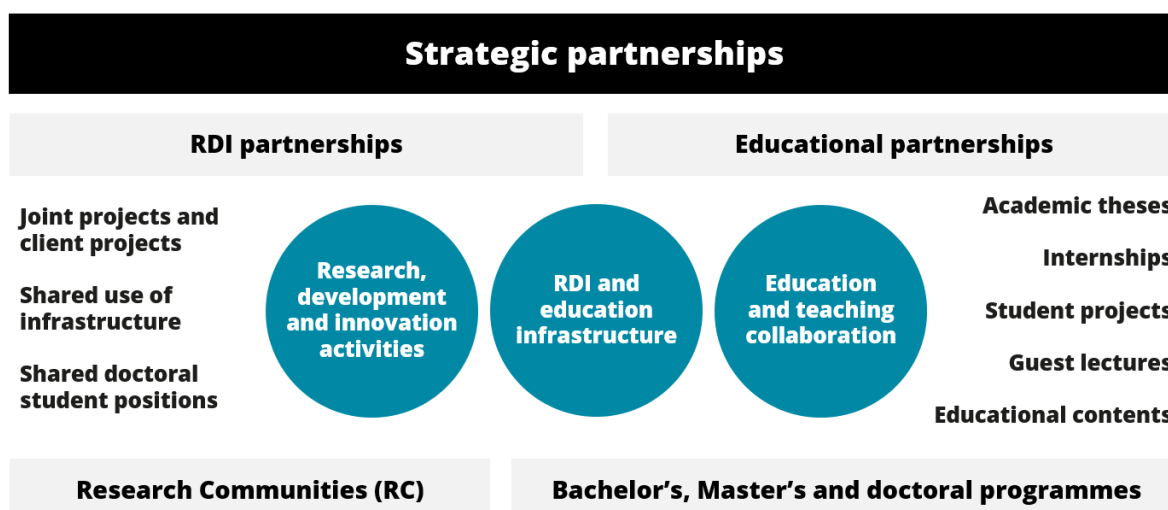 Strategic partnerships
RDI partnerships
Educational partnerships
Joint projects and
client projects
Shared use of
infrastructure
Shared doctoral
student positions
Research,
development
and innovation
activities
RDI and
education
infrastructure
Education
and teaching
collaboration
Academic theses
Internships
Student projects
Guest lectures
Educational contents
Research Communities (RC)
Bachelor’s, Master’s and doctoral programmes